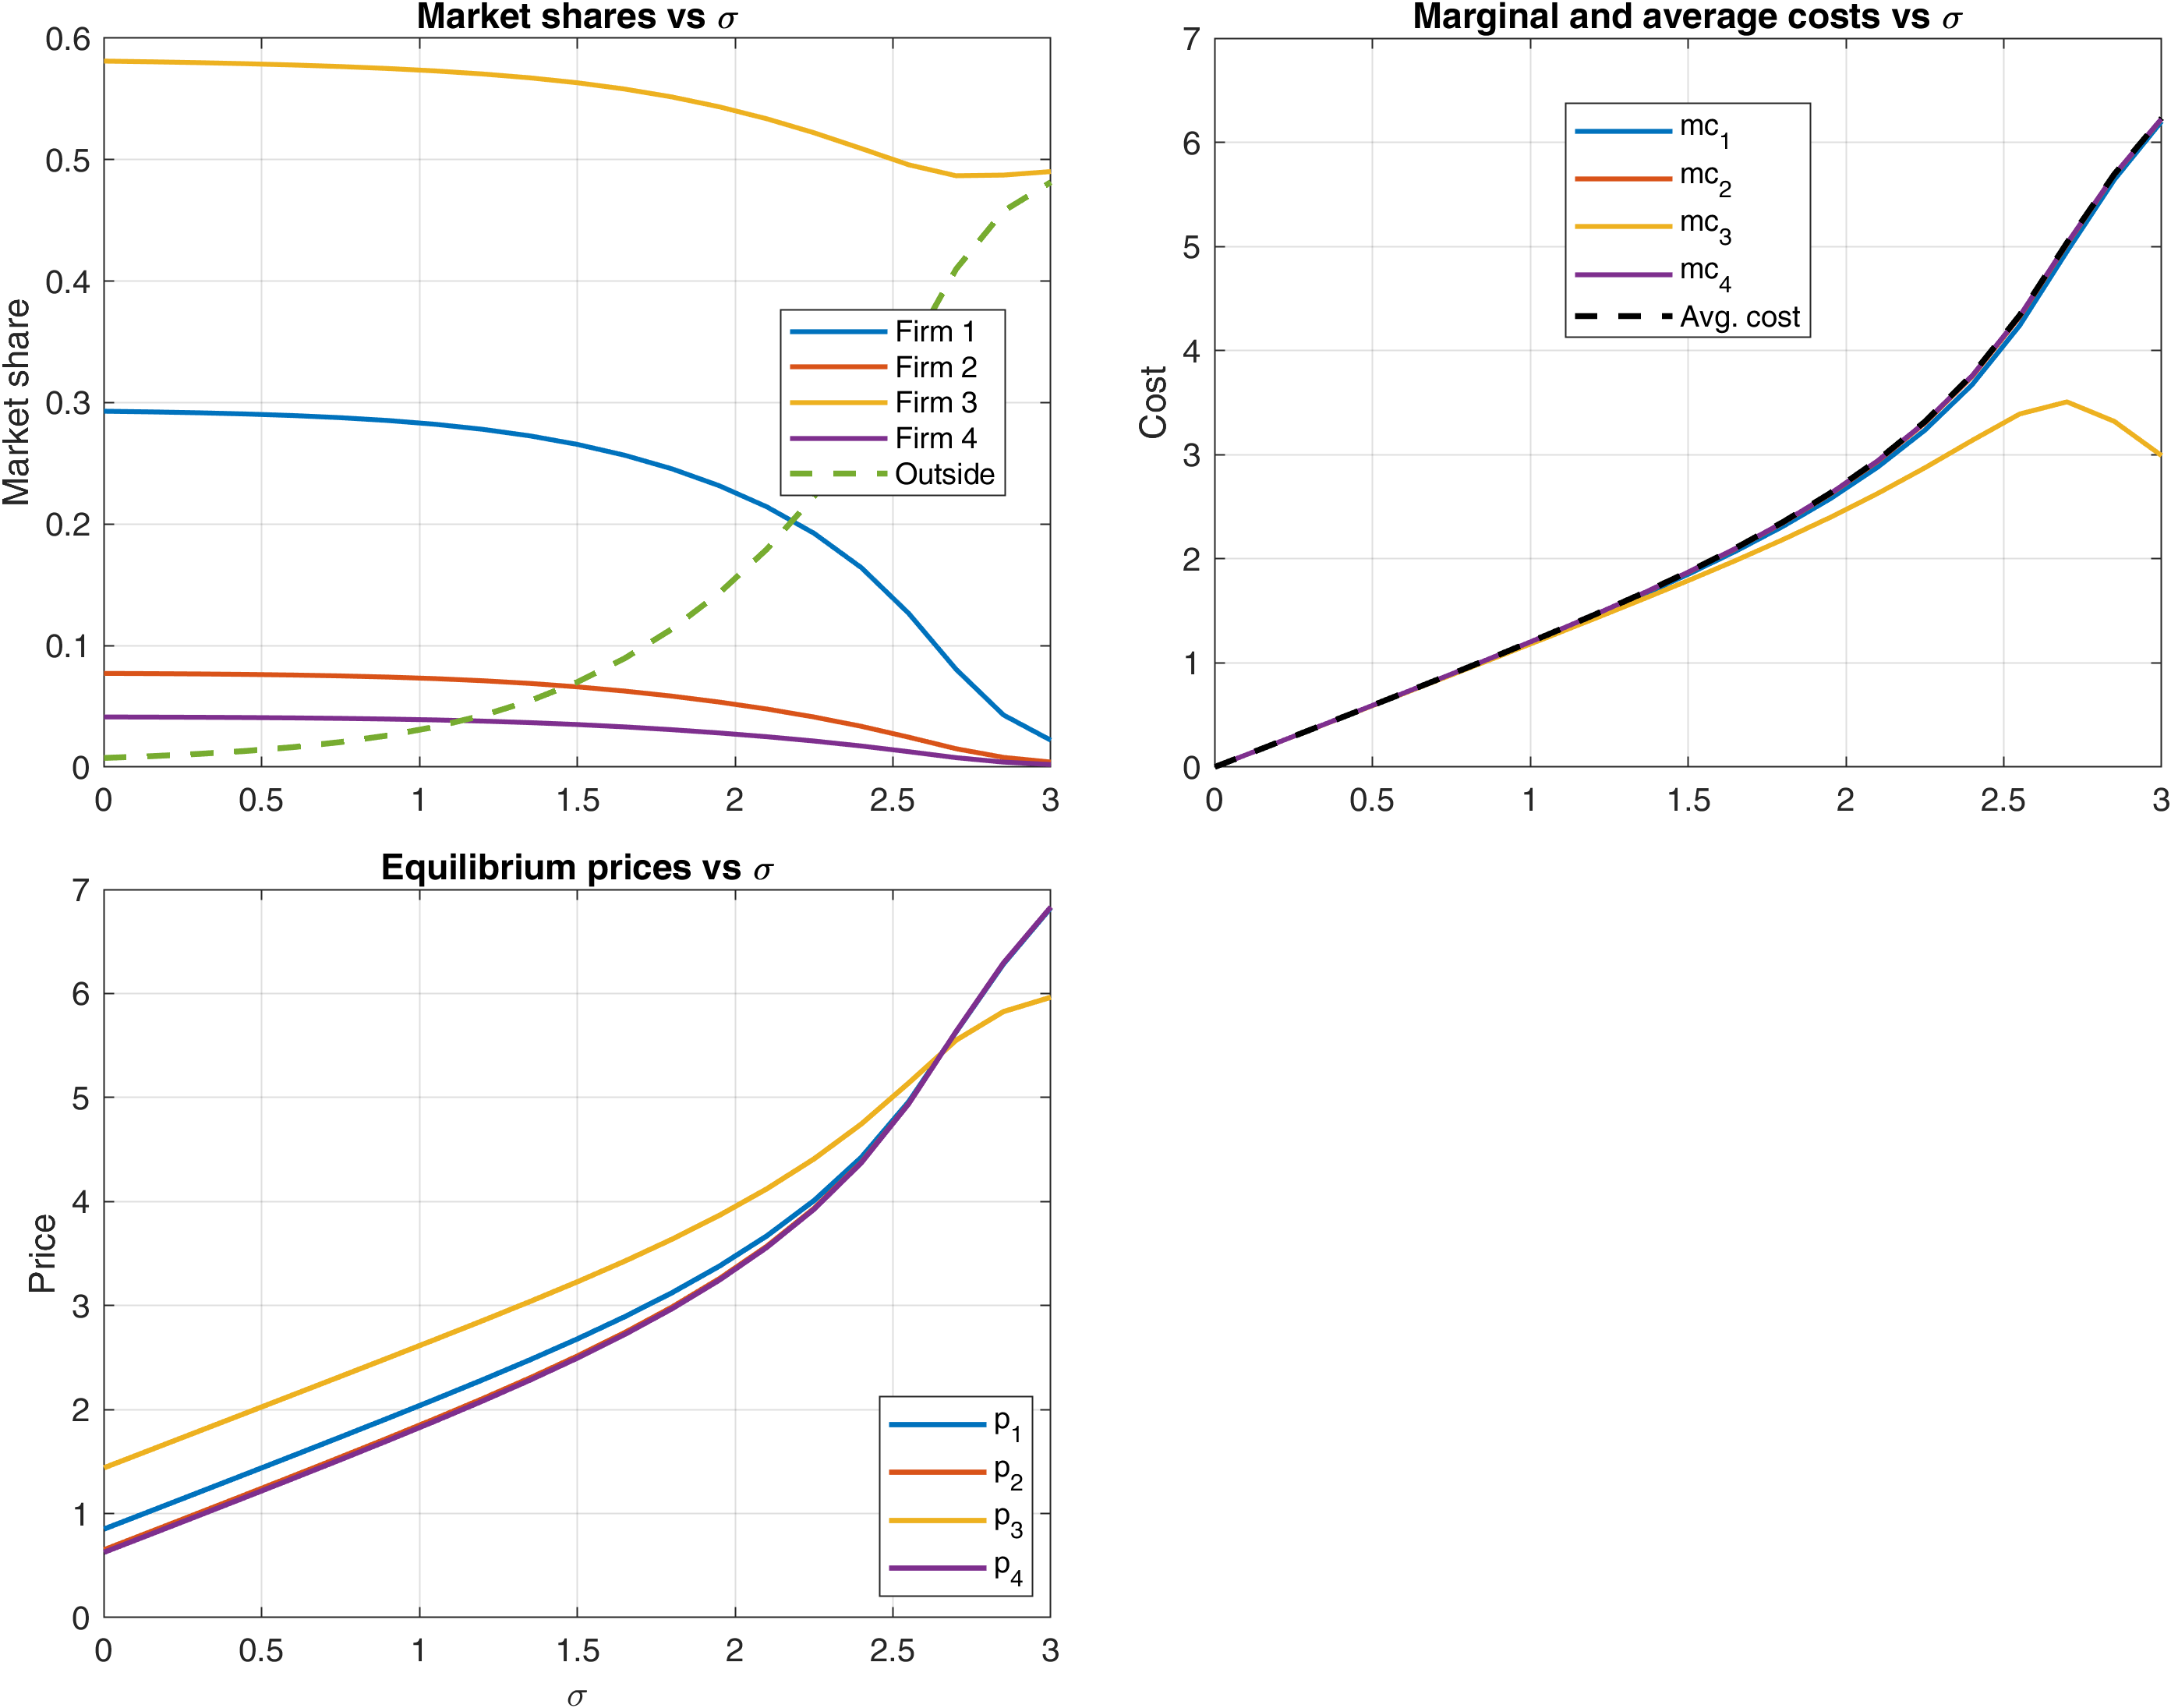 Market shares vs σ
0.6
0.5
0.4
0.3
0.2
0.1
0
Market share
0 0.5 1 1.5 2 2.5 3
Firm 1
Firm 2
Firm 3
Firm 4
Outside
Marginal and average costs vs σ
7
6
5
4
3
2
1
0
Cost
0 0.5 1 1.5 2 2.5 3
mc1
mc2
mc3
mc4
Avg. cost
Equilibrium prices vs σ
7
6
5
4
3
2
1
0
Price
0 0.5 1 1.5 2 2.5 3
σ
p1
p2
p3
p4